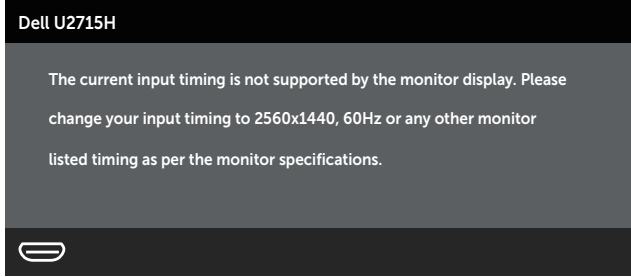 Dell U2715H
The current input timing is not supported by the monitor display. Please
change your input timing to 2560x1440, 60Hz or any other monitor
listed timing as per the monitor specifications.